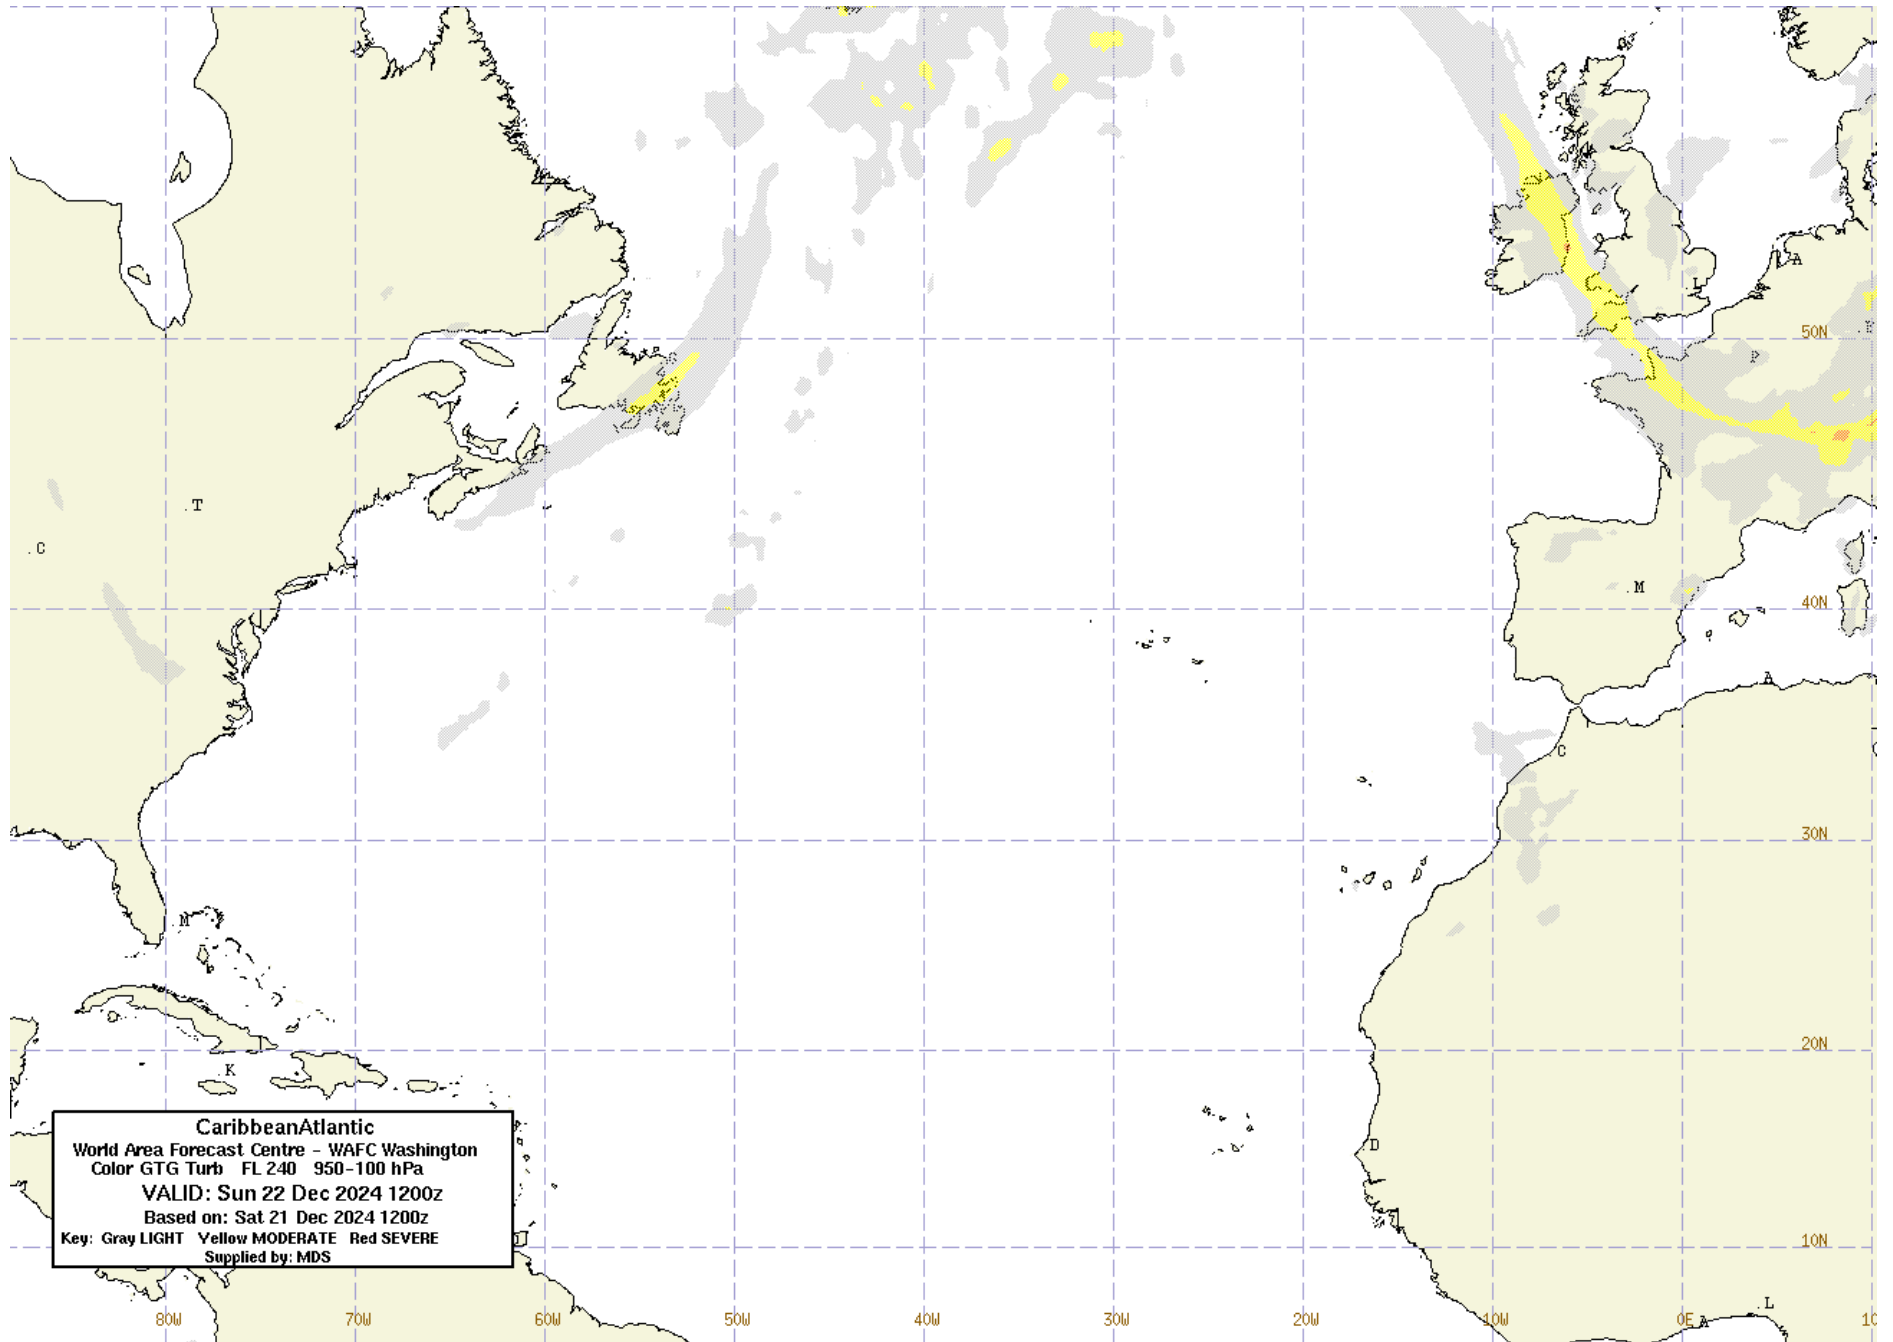 .L
A
50N
.E
P
.T
.C
.M
40N
A
C
30N
M
20N
K
CaribbeanAtlantic
World Area Forecast Centre - WAFC Washington
Color GTG Turb FL 240 950-100 hPa
VALID: Sun 22 Dec 2024 1200z
Based on: Sat 21 Dec 2024 1200z
Key: Gray LIGHT Yellow MODERATE Red SEVERE
Supplied by: MDS
.D
10N
.L
80W 70W 60W 50W 40W 30W 20W 10W 0E A 10